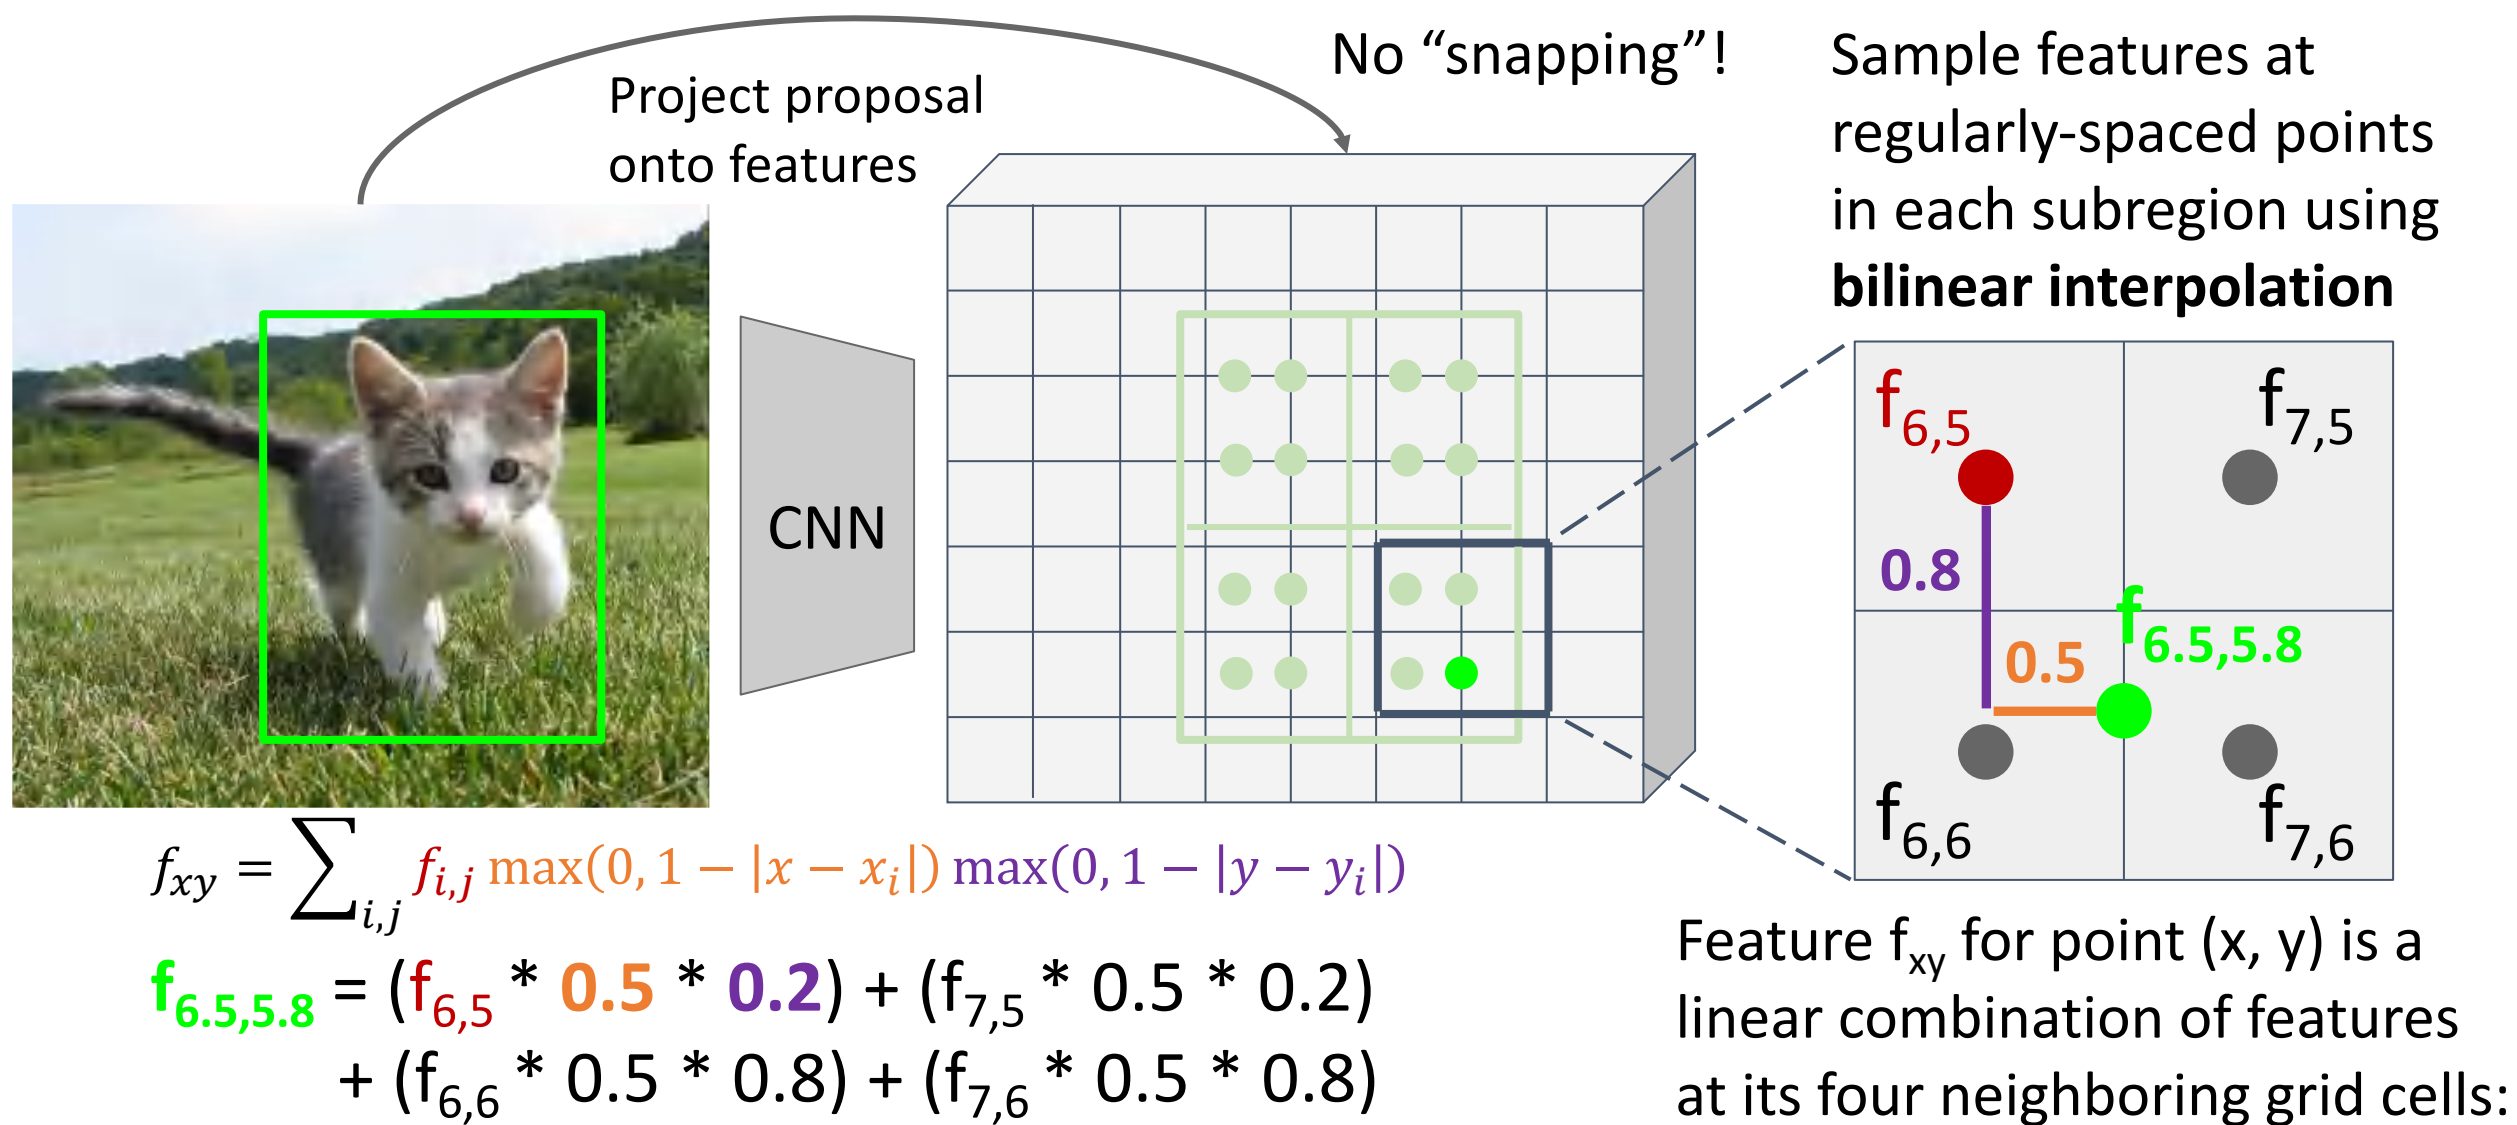 Project proposal
onto features
No “snapping”!
Sample features at
regularly-spaced points
in each subregion using
bilinear interpolation
CNN
f6,5
f7,5
0.8
f6.5,5.8
0.5
f6,6
f7,6
fxy = ∑i,j fi,j max(0, 1 − |x − xi|) max(0, 1 − |y − yi|)
f6.5,5.8 = (f6,5 * 0.5 * 0.2) + (f7,5 * 0.5 * 0.2)
+ (f6,6 * 0.5 * 0.8) + (f7,6 * 0.5 * 0.8)
Feature fxy for point (x, y) is a
linear combination of features
at its four neighboring grid cells: